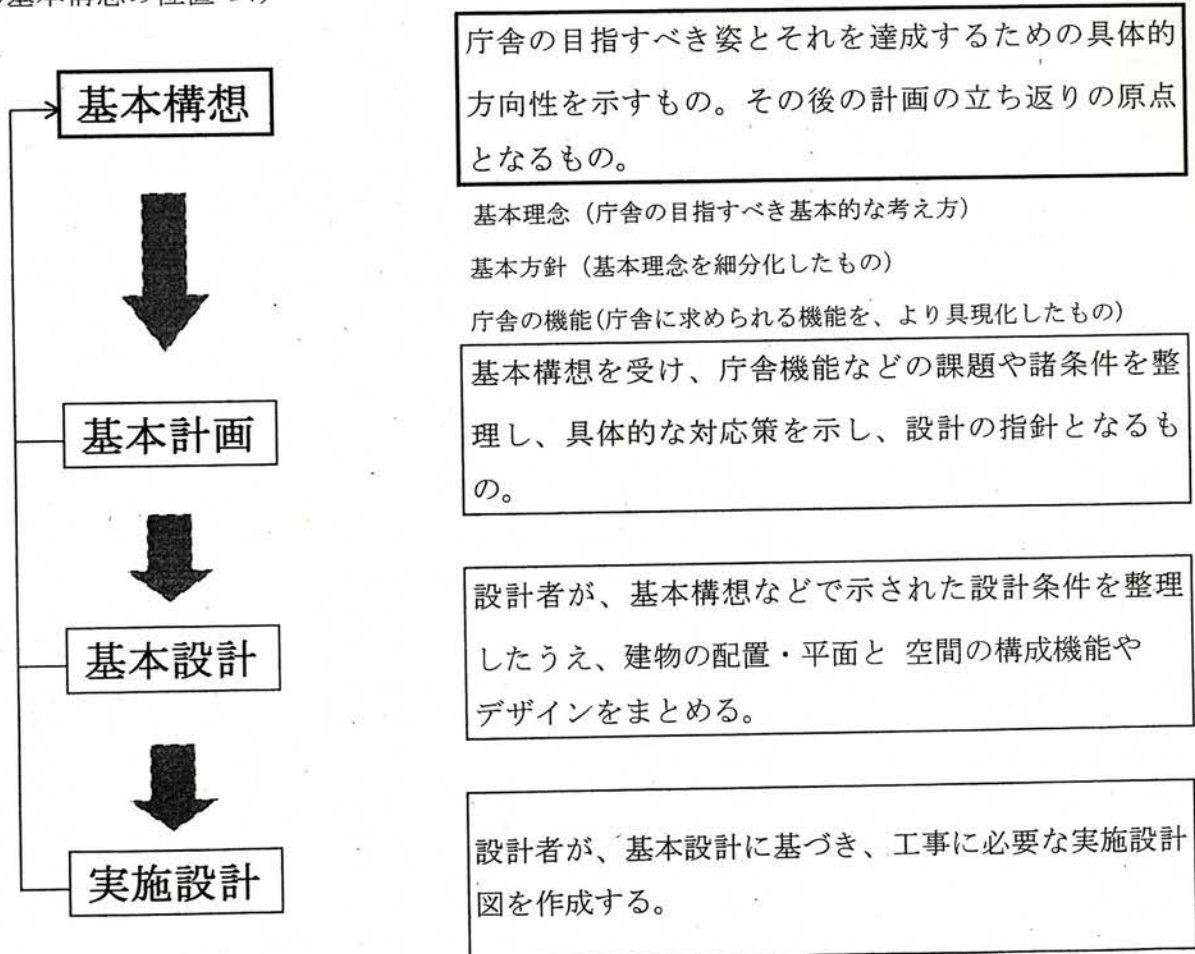 基本構想の位置づけ
基本構想
庁舎の目指すべき姿とそれを達成するための具体的
方向性を示すもの。その後の計画の立ち返りの原点
となるもの。
基本理念（庁舎の目指すべき基本的な考え方）
基本方針（基本理念を細分化したもの）
庁舎の機能(庁舎に求められる機能を、より具現化したもの)
基本計画
基本構想を受け、庁舎機能などの課題や諸条件を整
理し、具体的な対応策を示し、設計の指針となるも
の。
基本設計
設計者が、基本構想などで示された設計条件を整理
したうえ、建物の配置・平面と 空間の構成機能や
デザインをまとめる。
実施設計
設計者が、基本設計に基づき、工事に必要な実施設計
図を作成する。